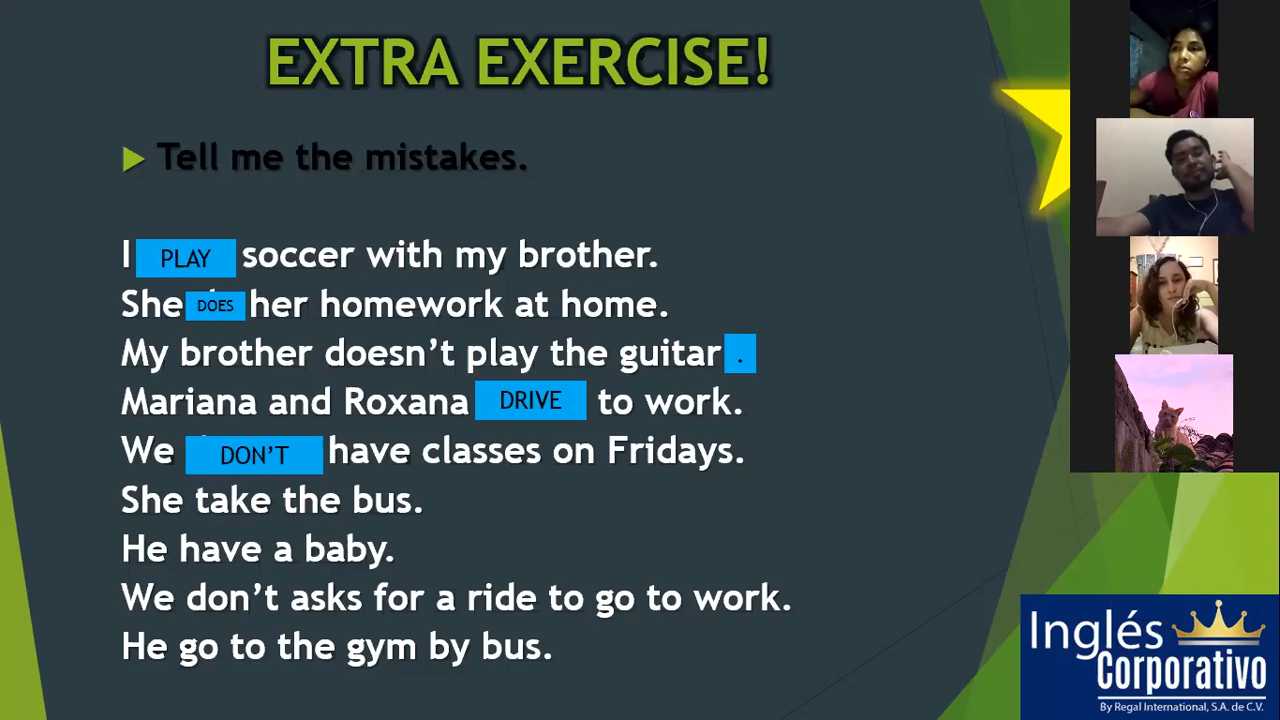 EXTRA EXERCISE!
Tell me the mistakes.
I PLAY soccer with my brother.
She DOES her homework at home.
My brother doesn't play the guitar .
Mariana and Roxana DRIVE to work.
We DON'T have classes on Fridays.
She take the bus.
He have a baby.
We don't asks for a ride to go to work.
He go to the gym by bus.
Inglés
Corporativo
By Regal International, S.A. de C.V.